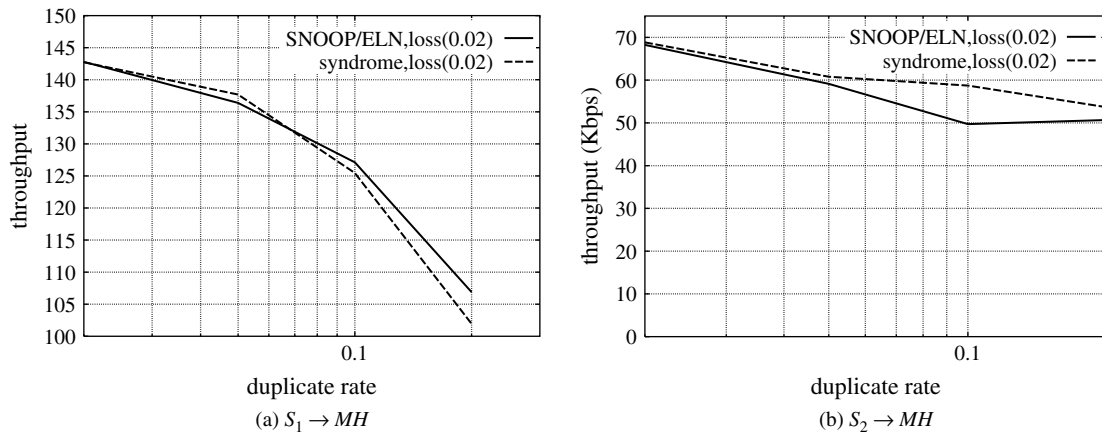 150
145
140
135
130
125
120
115
110
105
100
throughput
SNOOP/ELN,loss(0.02)
syndrome,loss(0.02)
0.1
duplicate rate
(a) S₁ → MH
70
60
50
40
30
20
10
0
throughput (Kbps)
SNOOP/ELN,loss(0.02)
syndrome,loss(0.02)
0.1
duplicate rate
(b) S₂ → MH